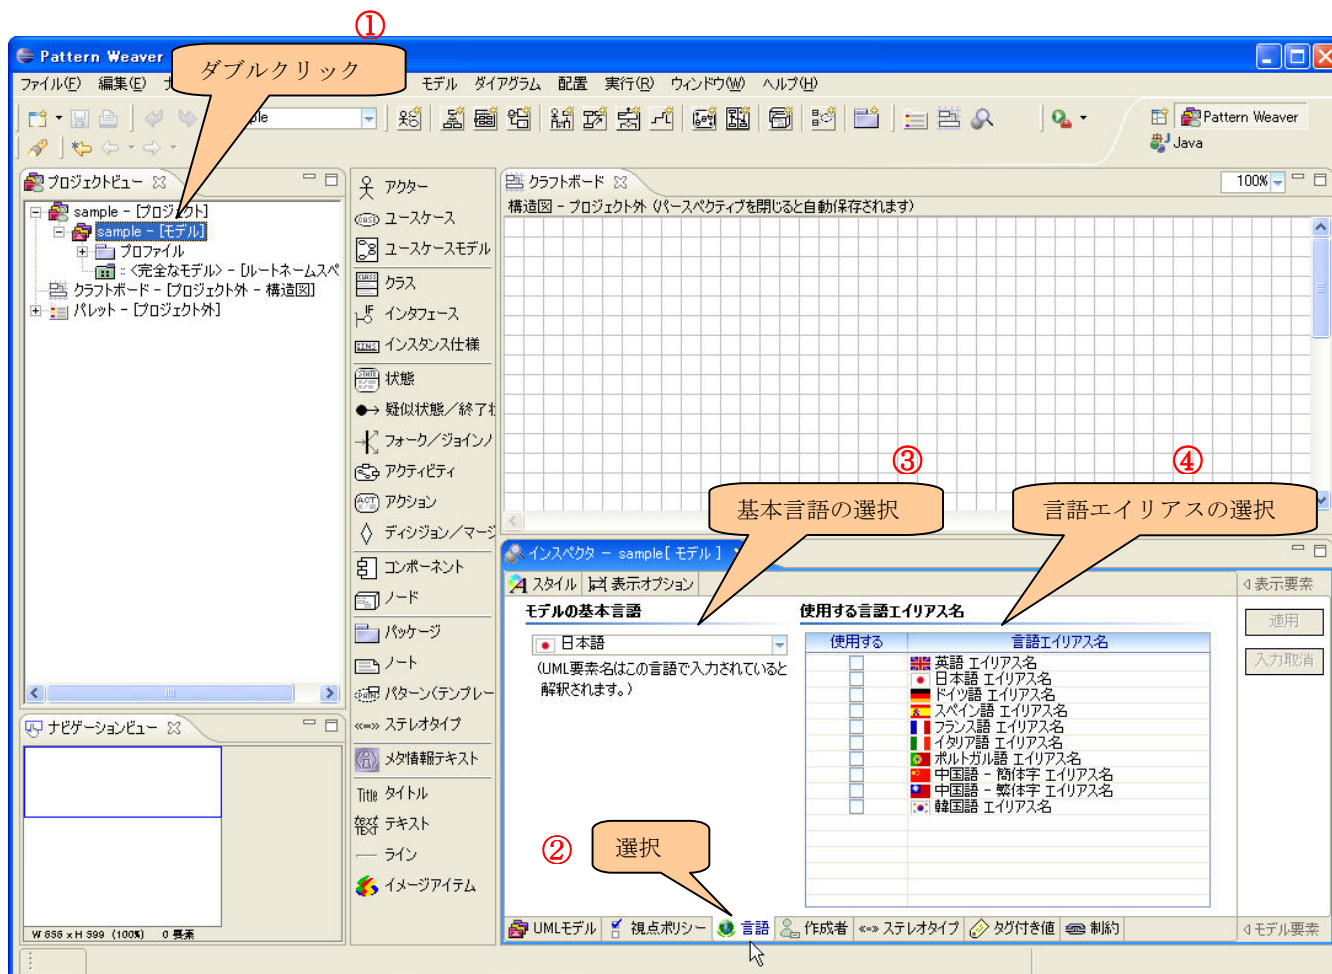 ①
Pattern Weaver
ダブルクリック
ファイル(F) 編集(E) モデル ダイアグラム 配置 実行(R) ウィンドウ(W) ヘルプ(H)
Pattern Weaver
Java
プロジェクトビュー
sample - [プロジェクト]
sample - [モデル]
プロファイル
:: <完全なモデル> - [ルートネームスペ
クラフトボード - [プロジェクト外 - 構造図]
パレット - [プロジェクト外]
ナビゲーションビュー
W 556 x H 599 (100%) 0 要素
アクター
ユースケース
ユースケースモデル
クラス
インタフェース
インスタンス仕様
状態
疑似状態/終了状
フォーク/ジョインノ
アクティビティ
アクション
ディシジョン/マージ
コンポーネント
ノード
パッケージ
ノート
パターン(テンプレー
ステレオタイプ
メタ情報テキスト
Title タイトル
テキスト
ライン
イメージアイテム
クラフトボード
100%
構造図 - プロジェクト外 (パースペクティブを閉じると自動保存されます)
③
④
基本言語の選択
言語エイリアスの選択
インスペクタ - sample[ モデル ]
スタイル 表示オプション
表示要素
モデルの基本言語
日本語
(UML要素名はこの言語で入力されていると
解釈されます。)
使用する言語エイリアス名
使用する 言語エイリアス名
英語 エイリアス名
日本語 エイリアス名
ドイツ語 エイリアス名
スペイン語 エイリアス名
フランス語 エイリアス名
イタリア語 エイリアス名
ポルトガル語 エイリアス名
中国語 - 簡体字 エイリアス名
中国語 - 繁体字 エイリアス名
韓国語 エイリアス名
適用
入力取消
②
選択
UMLモデル 視点ポリシー 言語 作成者 «=» ステレオタイプ タグ付き値 制約
モデル要素